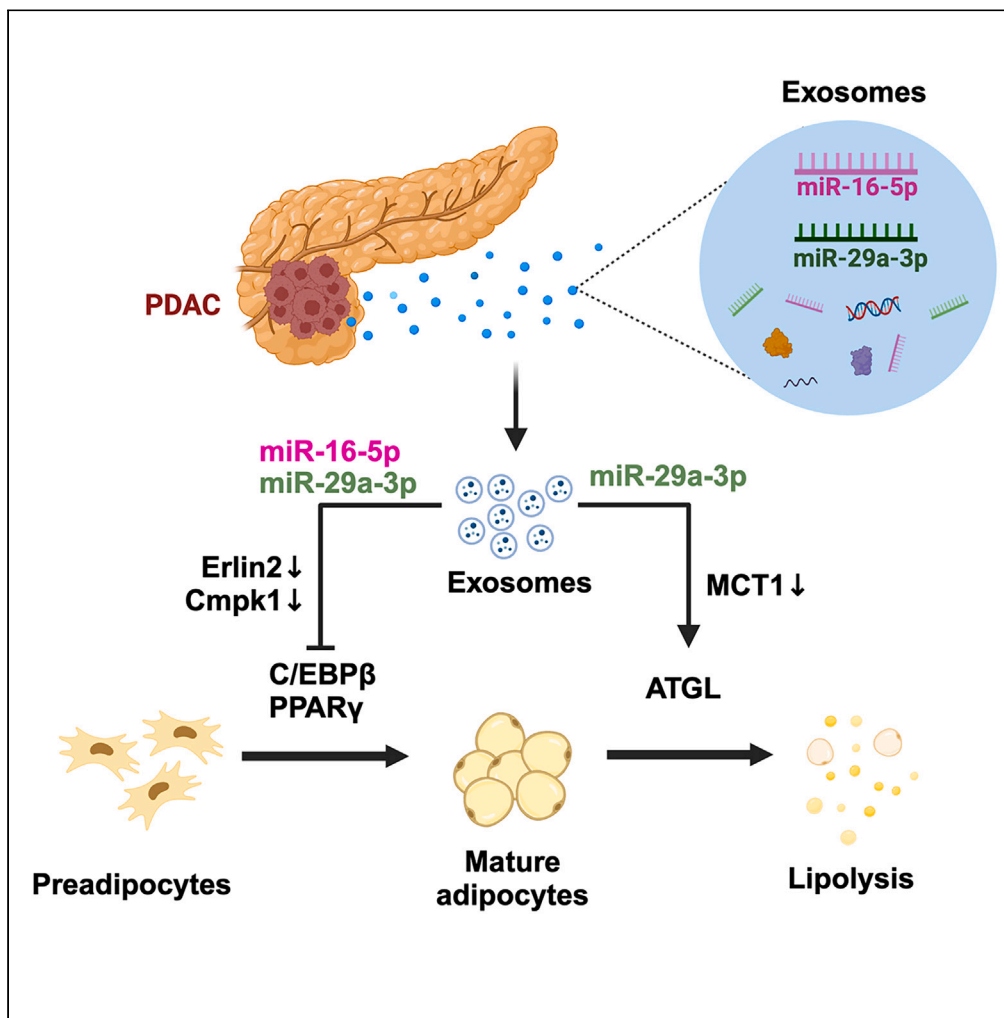 Exosomes
miR-16-5p
miR-29a-3p
PDAC
miR-16-5p
miR-29a-3p
miR-29a-3p
Erlin2↓
Cmpk1↓
Exosomes
MCT1↓
C/EBPβ
PPARγ
ATGL
Preadipocytes
Mature
adipocytes
Lipolysis